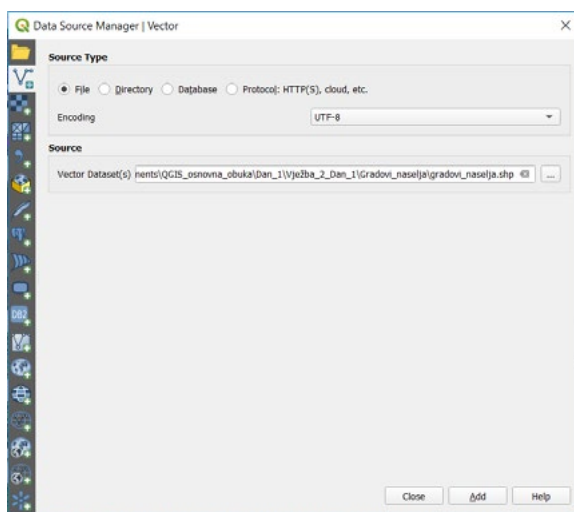 Data Source Manager | Vector
Source Type
File Directory Database Protocol: HTTP(S), cloud, etc.
Encoding UTF-8
Source
Vector Dataset(s) nents\QGIS_osnovna_obuka\Dan_1\Vježba_2_Dan_1\Gradovi_naselja\gradovi_naselja.shp ...
DB2
Close Add Help